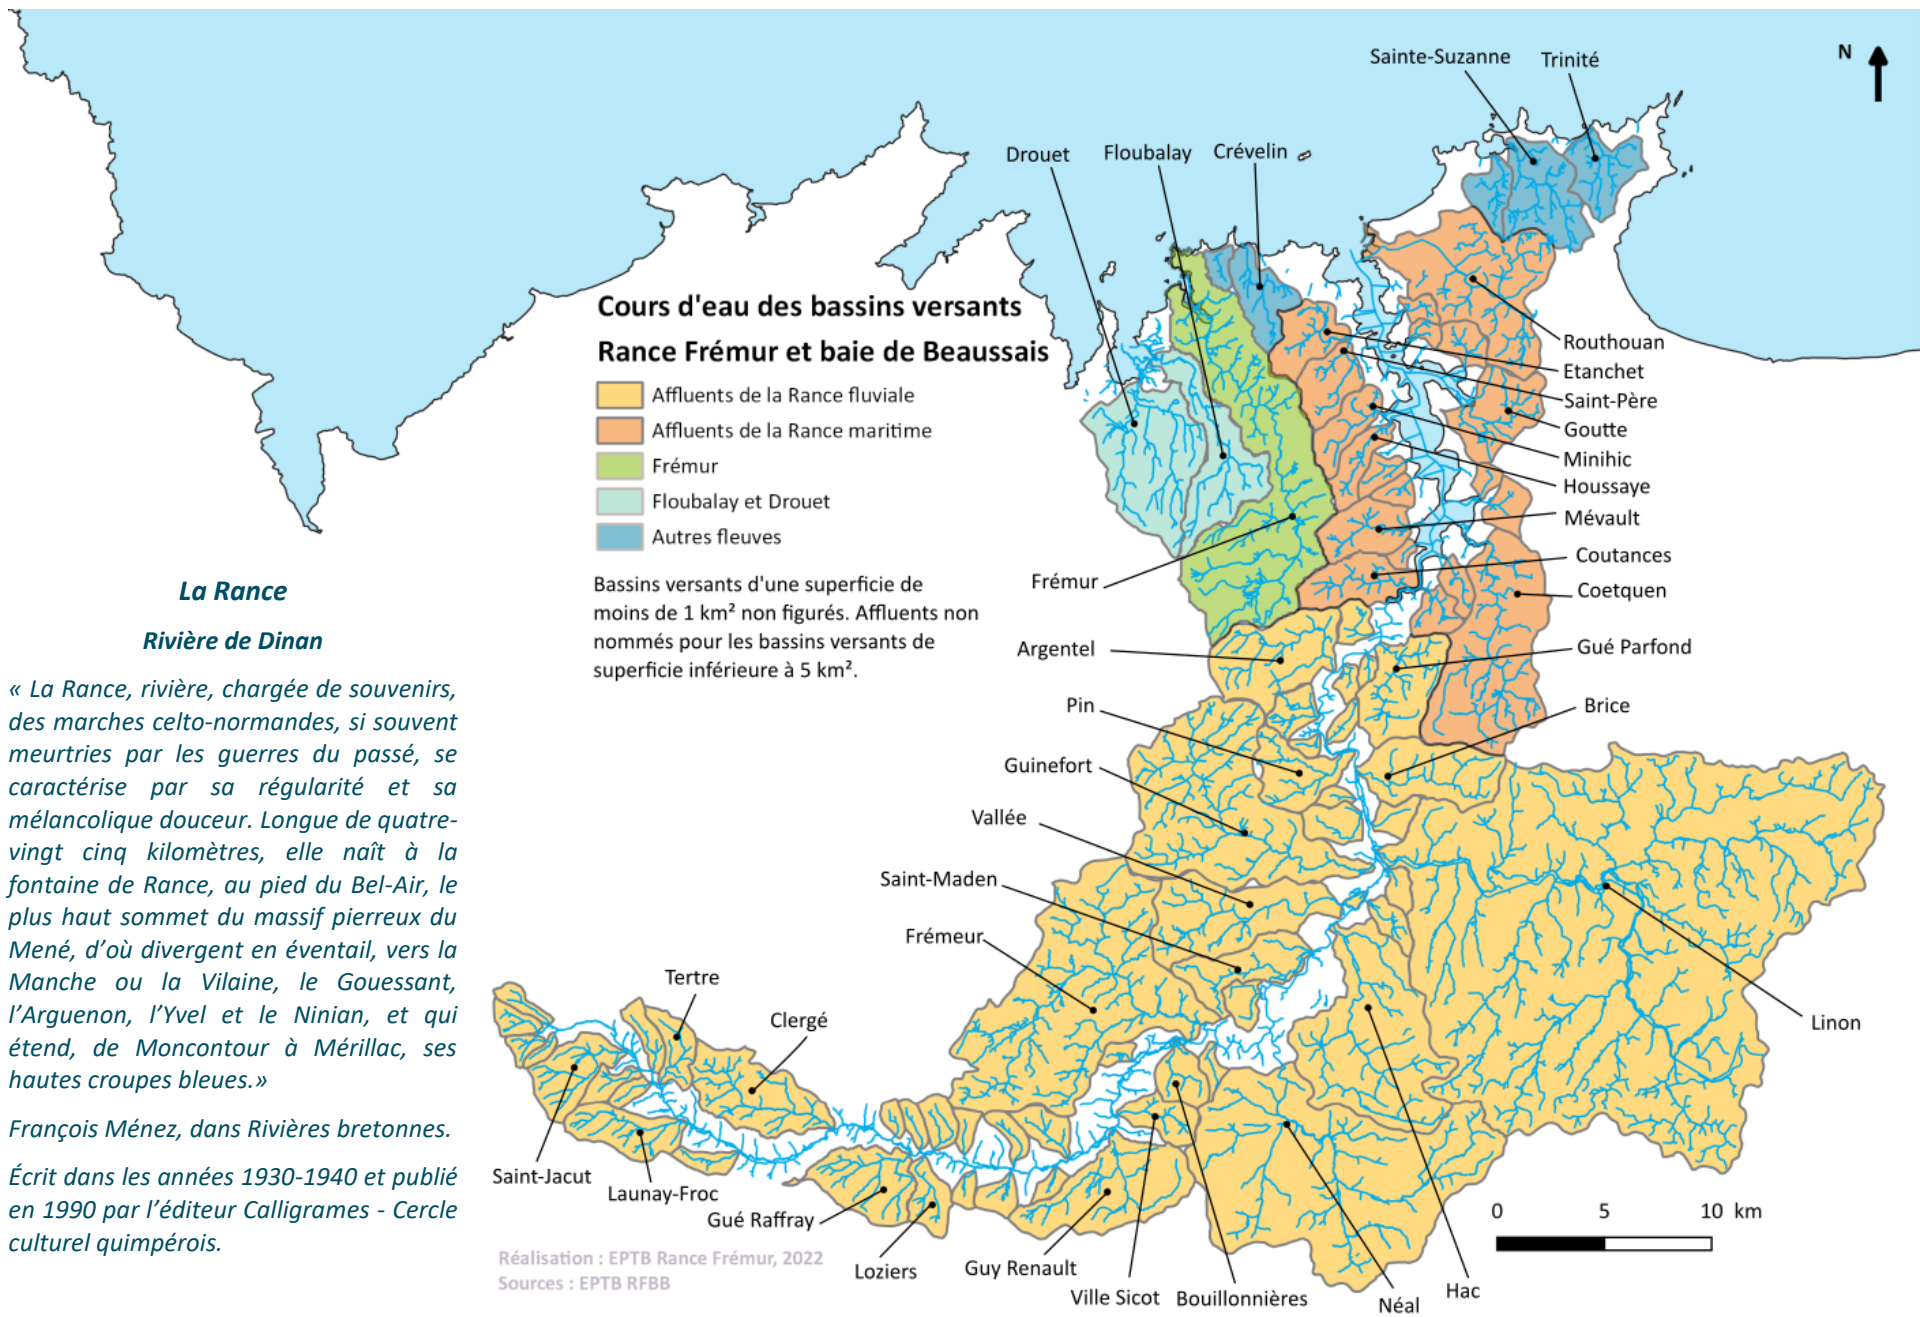 Sainte-Suzanne
Trinité
N
Drouet
Floubalay
Crévelin
Cours d'eau des bassins versants
Rance Frémur et baie de Beaussais
Affluents de la Rance fluviale
Affluents de la Rance maritime
Frémur
Floubalay et Drouet
Autres fleuves
Bassins versants d'une superficie de
moins de 1 km² non figurés. Affluents non
nommés pour les bassins versants de
superficie inférieure à 5 km².
Routhouan
Etanchet
Saint-Père
Goutte
Minihic
Houssaye
Mévault
Coutances
Coetquen
Gué Parfond
Brice
Frémur
Argentel
Pin
Guinefort
Vallée
Saint-Maden
Frémeur
Tertre
Clergé
Linon
Saint-Jacut
Launay-Froc
Gué Raffray
Loziers
Guy Renault
Ville Sicot
Bouillonnières
Néal
Hac
0 5 10 km
La Rance
Rivière de Dinan
« La Rance, rivière, chargée de souvenirs,
des marches celto-normandes, si souvent
meurtries par les guerres du passé, se
caractérise par sa régularité et sa
mélancolique douceur. Longue de quatre-
vingt cinq kilomètres, elle naît à la
fontaine de Rance, au pied du Bel-Air, le
plus haut sommet du massif pierreux du
Mené, d’où divergent en éventail, vers la
Manche ou la Vilaine, le Gouessant,
l’Arguenon, l’Yvel et le Ninian, et qui
étend, de Moncontour à Mérillac, ses
hautes croupes bleues.»
François Ménez, dans Rivières bretonnes.
Écrit dans les années 1930-1940 et publié
en 1990 par l’éditeur Calligrames - Cercle
culturel quimpérois.
Réalisation : EPTB Rance Frémur, 2022
Sources : EPTB RFBB